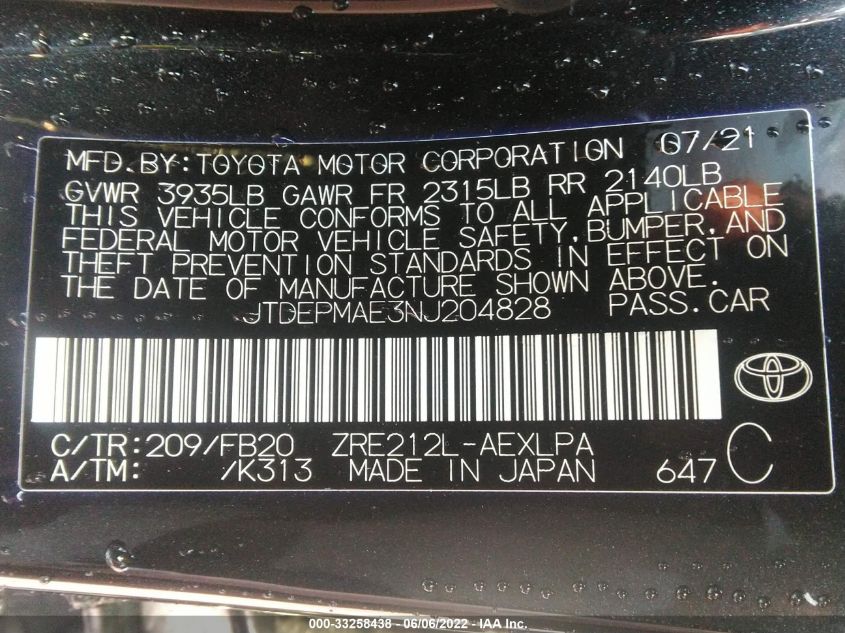 MFD.BY:TOYOTA MOTOR CORPORATION 07/21
GVWR 3935LB GAWR FR 2315LB RR 2140LB
THIS VEHICLE CONFORMS TO ALL APPLICABLE
FEDERAL MOTOR VEHICLE SAFETY,BUMPER,AND
THEFT PREVENTION STANDARDS IN EFFECT ON
THE DATE OF MANUFACTURE SHOWN ABOVE.
JTDEPMAE3NJ204828 PASS.CAR
C/TR:209/FB20 ZRE212L-AEXLPA
A/TM: /K313 MADE IN JAPAN 647 C
000-33258438 - 06/06/2022 - IAA Inc.